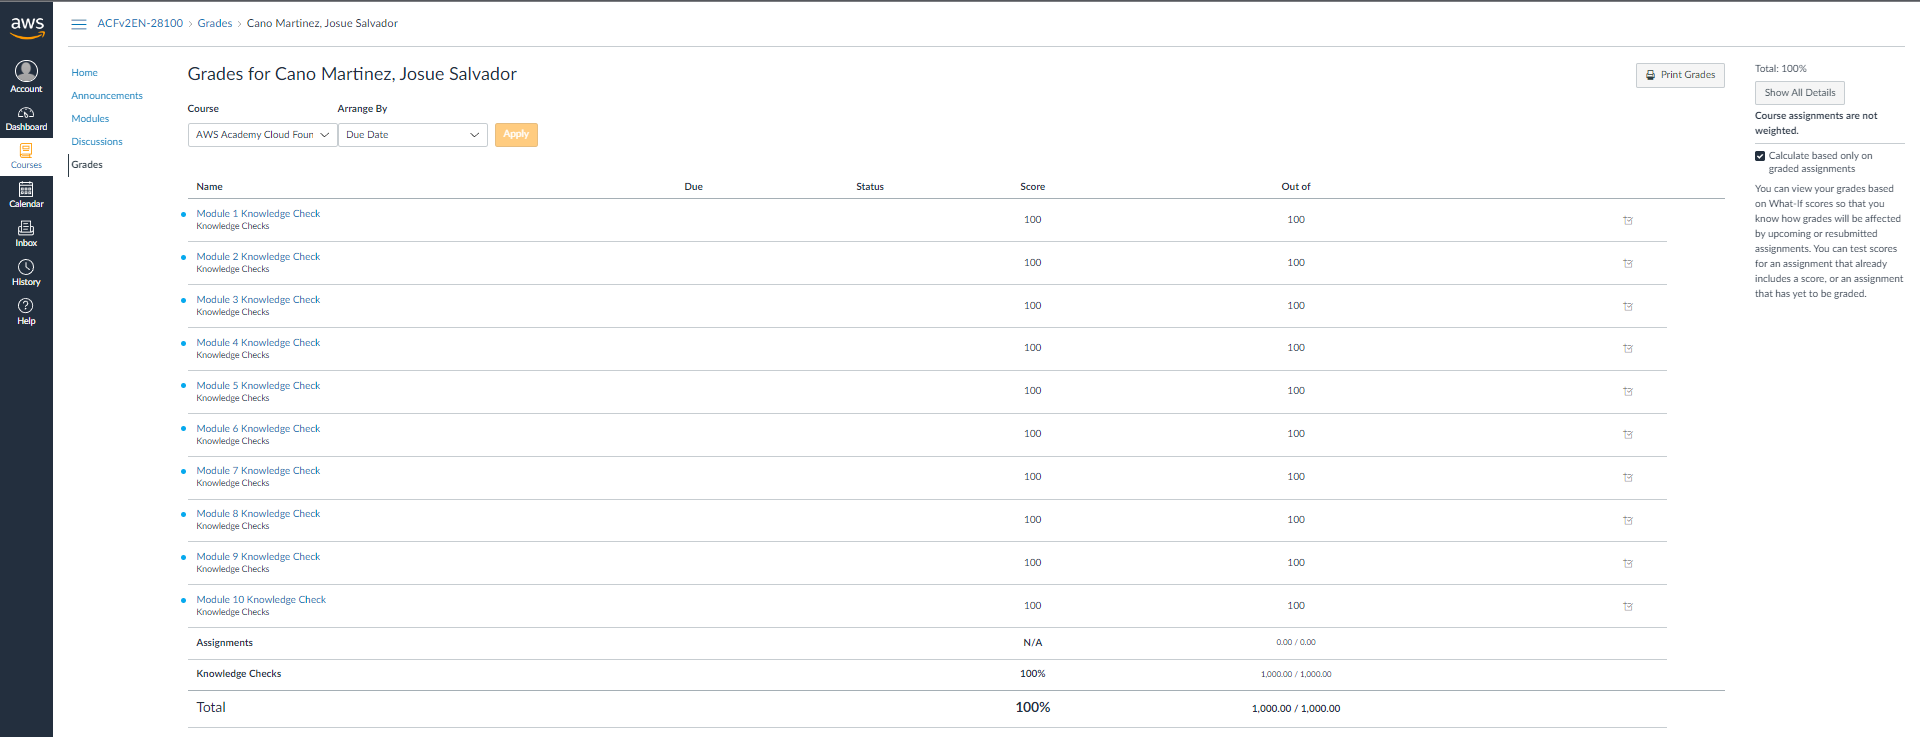 aws
Account
Dashboard
Courses
Calendar
Inbox
History
Help
ACFv2EN-28100 > Grades > Cano Martinez, Josue Salvador
Home
Announcements
Modules
Discussions
Grades
Grades for Cano Martinez, Josue Salvador
Print Grades
Course Arrange By
AWS Academy Cloud Foun Due Date Apply
Name Due Status Score Out of
Module 1 Knowledge Check 100 100
Knowledge Checks
Module 2 Knowledge Check 100 100
Knowledge Checks
Module 3 Knowledge Check 100 100
Knowledge Checks
Module 4 Knowledge Check 100 100
Knowledge Checks
Module 5 Knowledge Check 100 100
Knowledge Checks
Module 6 Knowledge Check 100 100
Knowledge Checks
Module 7 Knowledge Check 100 100
Knowledge Checks
Module 8 Knowledge Check 100 100
Knowledge Checks
Module 9 Knowledge Check 100 100
Knowledge Checks
Module 10 Knowledge Check 100 100
Knowledge Checks
Assignments N/A 0.00 / 0.00
Knowledge Checks 100% 1,000.00 / 1,000.00
Total 100% 1,000.00 / 1,000.00
Total: 100%
Show All Details
Course assignments are not
weighted.
Calculate based only on
graded assignments
You can view your grades based
on What-If scores so that you
know how grades will be affected
by upcoming or resubmitted
assignments. You can test scores
for an assignment that already
includes a score, or an assignment
that has yet to be graded.